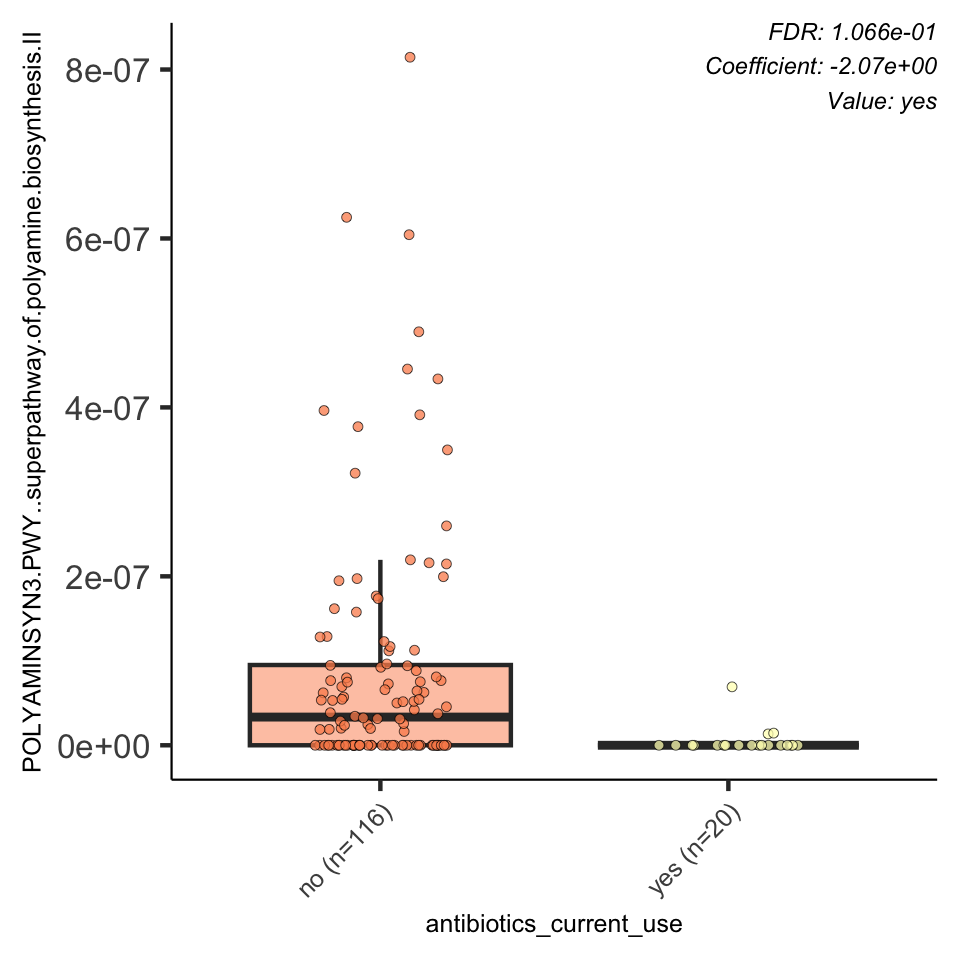 FDR: 1.066e-01
Coefficient: -2.07e+00
Value: yes
POLYAMINSYN3.PWY..superpathway.of.polyamine.biosynthesis.II
8e-07
6e-07
4e-07
2e-07
0e+00
no (n=116)
yes (n=20)
antibiotics_current_use